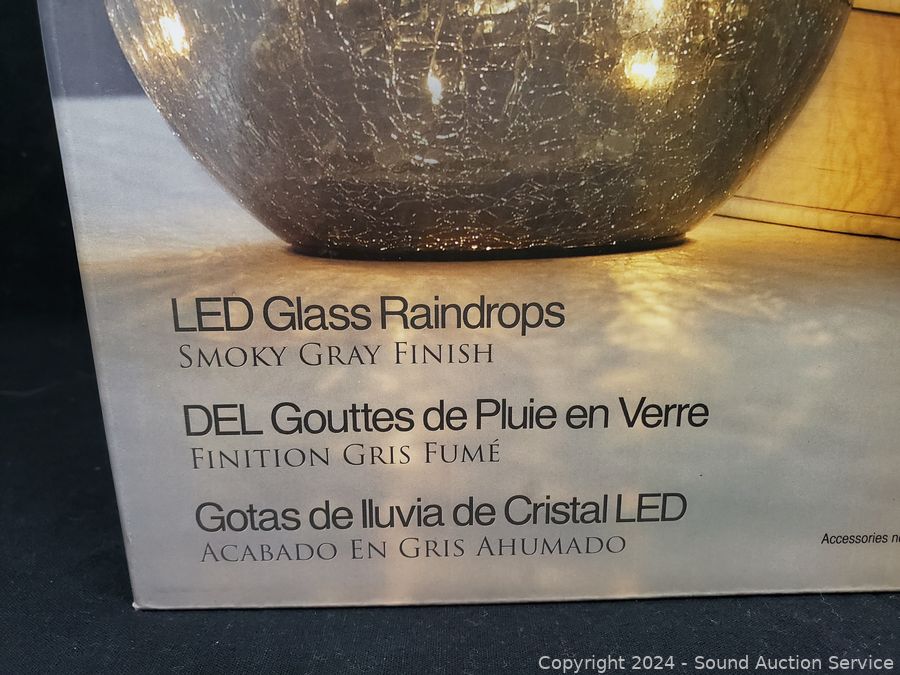 LED Glass Raindrops
SMOKY GRAY FINISH
DEL Gouttes de Pluie en Verre
FINITION GRIS FUMÉ
Gotas de lluvia de Cristal LED
ACABADO EN GRIS AHUMADO
Accessories
Copyright © 2024 - Sound Auction Service